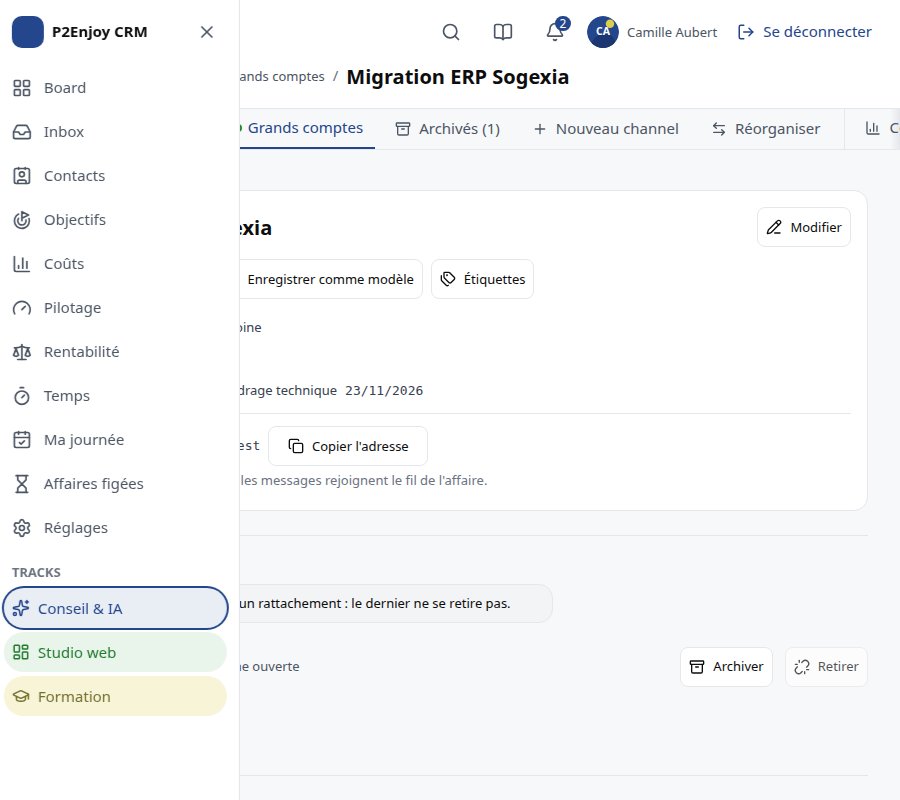 P2Enjoy CRM
2
CA
Camille Aubert
Se déconnecter
Board
Inbox
Contacts
Objectifs
Coûts
Pilotage
Rentabilité
Temps
Ma journée
Affaires figées
Réglages
TRACKS
Conseil & IA
Studio web
Formation
ands comptes / Migration ERP Sogexia
Grands comptes
Archivés (1)
Nouveau channel
Réorganiser
exia
Modifier
Enregistrer comme modèle
Étiquettes
oine
drage technique 23/11/2026
est
Copier l'adresse
les messages rejoignent le fil de l'affaire.
un rattachement : le dernier ne se retire pas.
ne ouverte
Archiver
Retirer